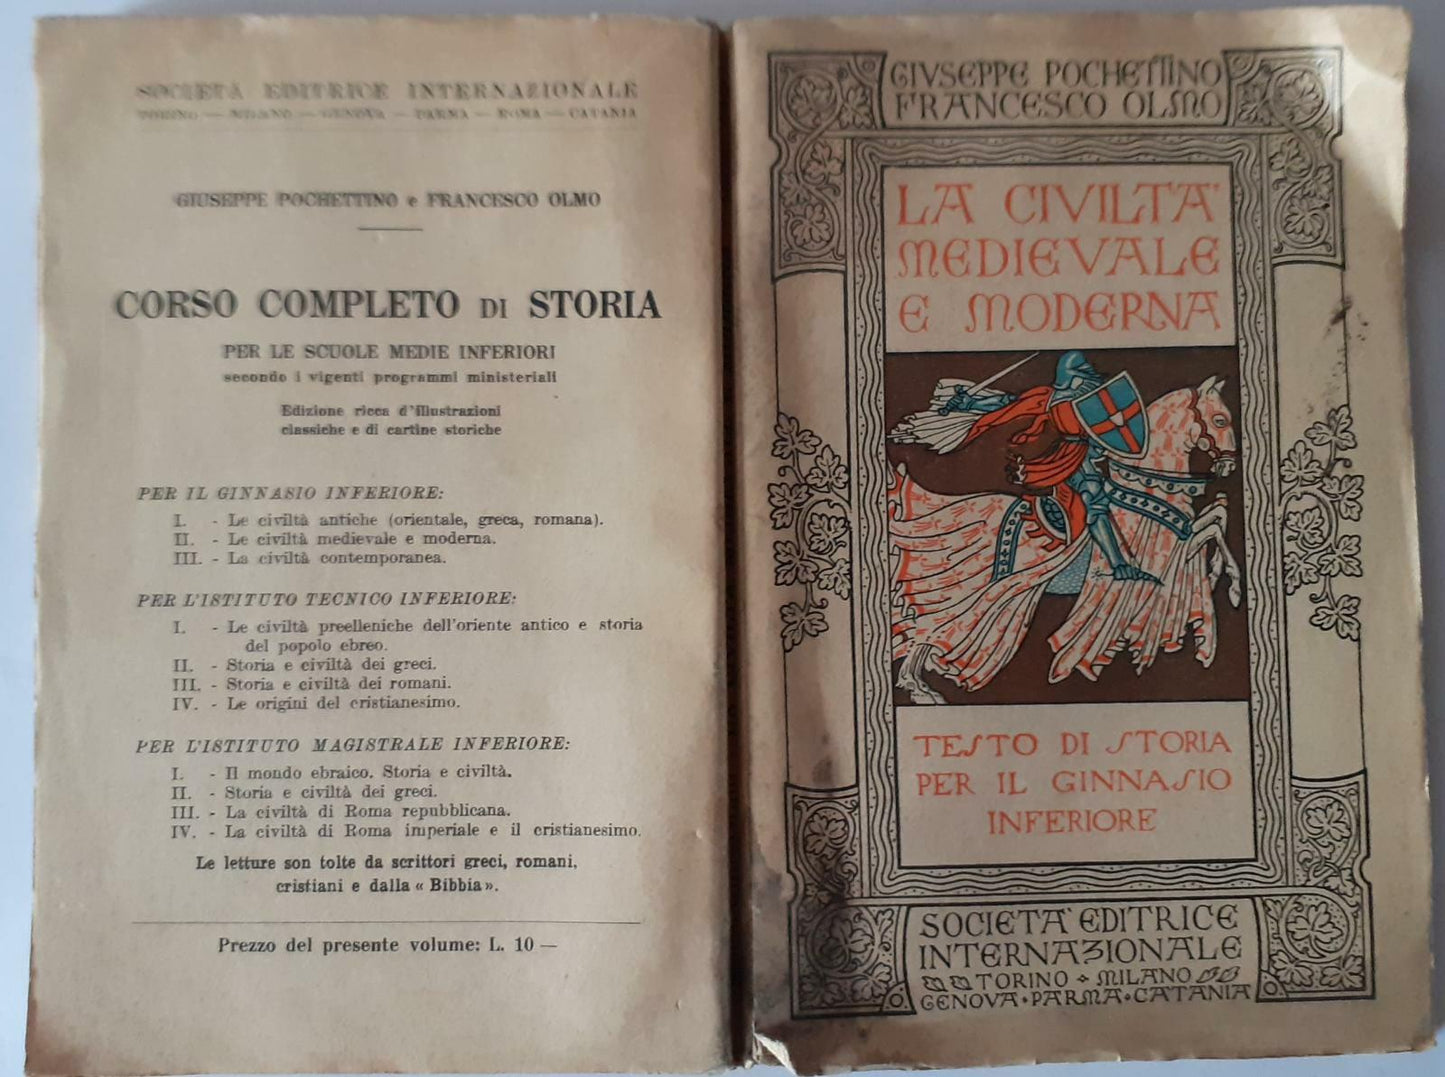 SOCIETÀ EDITRICE INTERNAZIONALE
TORINO — MILANO — GENOVA — PARMA — ROMA — CATANIA
GIUSEPPE POCHETTINO e FRANCESCO OLMO
CORSO COMPLETO DI STORIA
PER LE SCUOLE MEDIE INFERIORI
secondo i vigenti programmi ministeriali
Edizione ricca d'illustrazioni
classiche e di cartine storiche
PER IL GINNASIO INFERIORE:
I. - Le civiltà antiche (orientale, greca, romana).
II. - Le civiltà medievale e moderna.
III. - La civiltà contemporanea.
PER L'ISTITUTO TECNICO INFERIORE:
I. - Le civiltà preelleniche dell'oriente antico e storia
del popolo ebreo.
II. - Storia e civiltà dei greci.
III. - Storia e civiltà dei romani.
IV. - Le origini del cristianesimo.
PER L'ISTITUTO MAGISTRALE INFERIORE:
I. - Il mondo ebraico. Storia e civiltà.
II. - Storia e civiltà dei greci.
III. - La civiltà di Roma repubblicana.
IV. - La civiltà di Roma imperiale e il cristianesimo.
Le letture son tolte da scrittori greci, romani,
cristiani e dalla « Bibbia ».
Prezzo del presente volume: L. 10 —
GIVSEPPE POCHETTINO
FRANCESCO OLMO
LA CIVILTA'
MEDIEVALE
E MODERNA
TESTO DI STORIA
PER IL GINNASIO
INFERIORE
SOCIETA' EDITRICE
INTERNAZIONALE
TORINO MILANO
GENOVA·PARMA·CATANIA